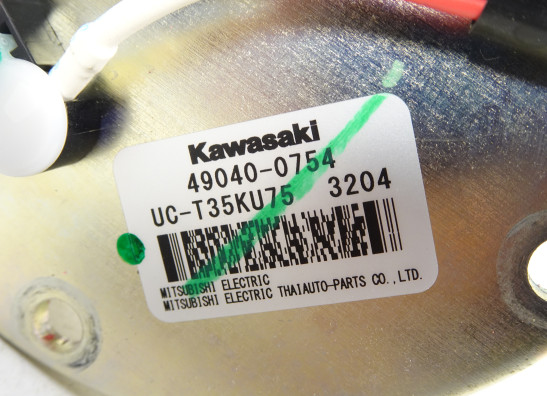 Kawasaki
49040-0754
UC-T35KU75 3204
MITSUBISHI ELECTRIC
MITSUBISHI ELECTRIC THAIAUTO-PARTS CO.,LTD.